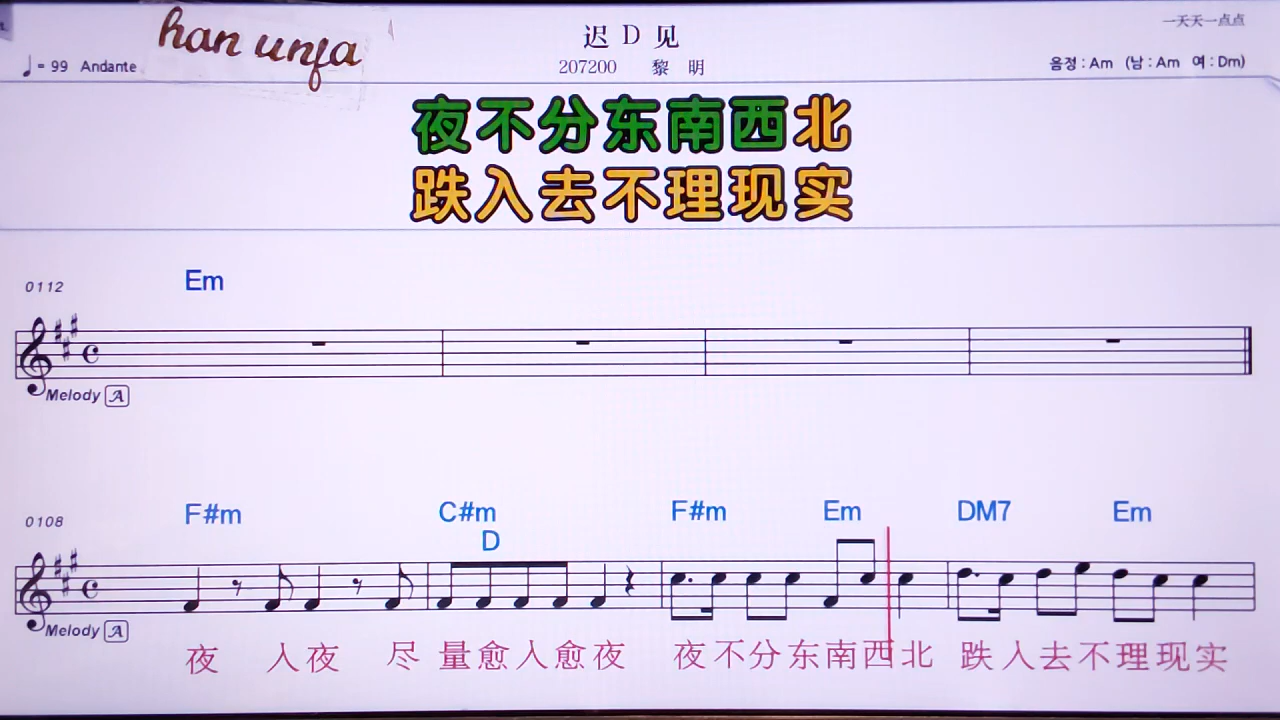 han unfa
迟 D 见
一天天一点点
♩= 99 Andante
207200 黎 明
음정 : Am (남 : Am 여 : Dm)
夜不分东南西北
跌入去不理现实
0112
Em
Melody A
0108
F#m C#m F#m Em DM7 Em
D
Melody A
夜 人夜 尽 量愈人愈夜 夜不分东南西北 跌入去不理现实